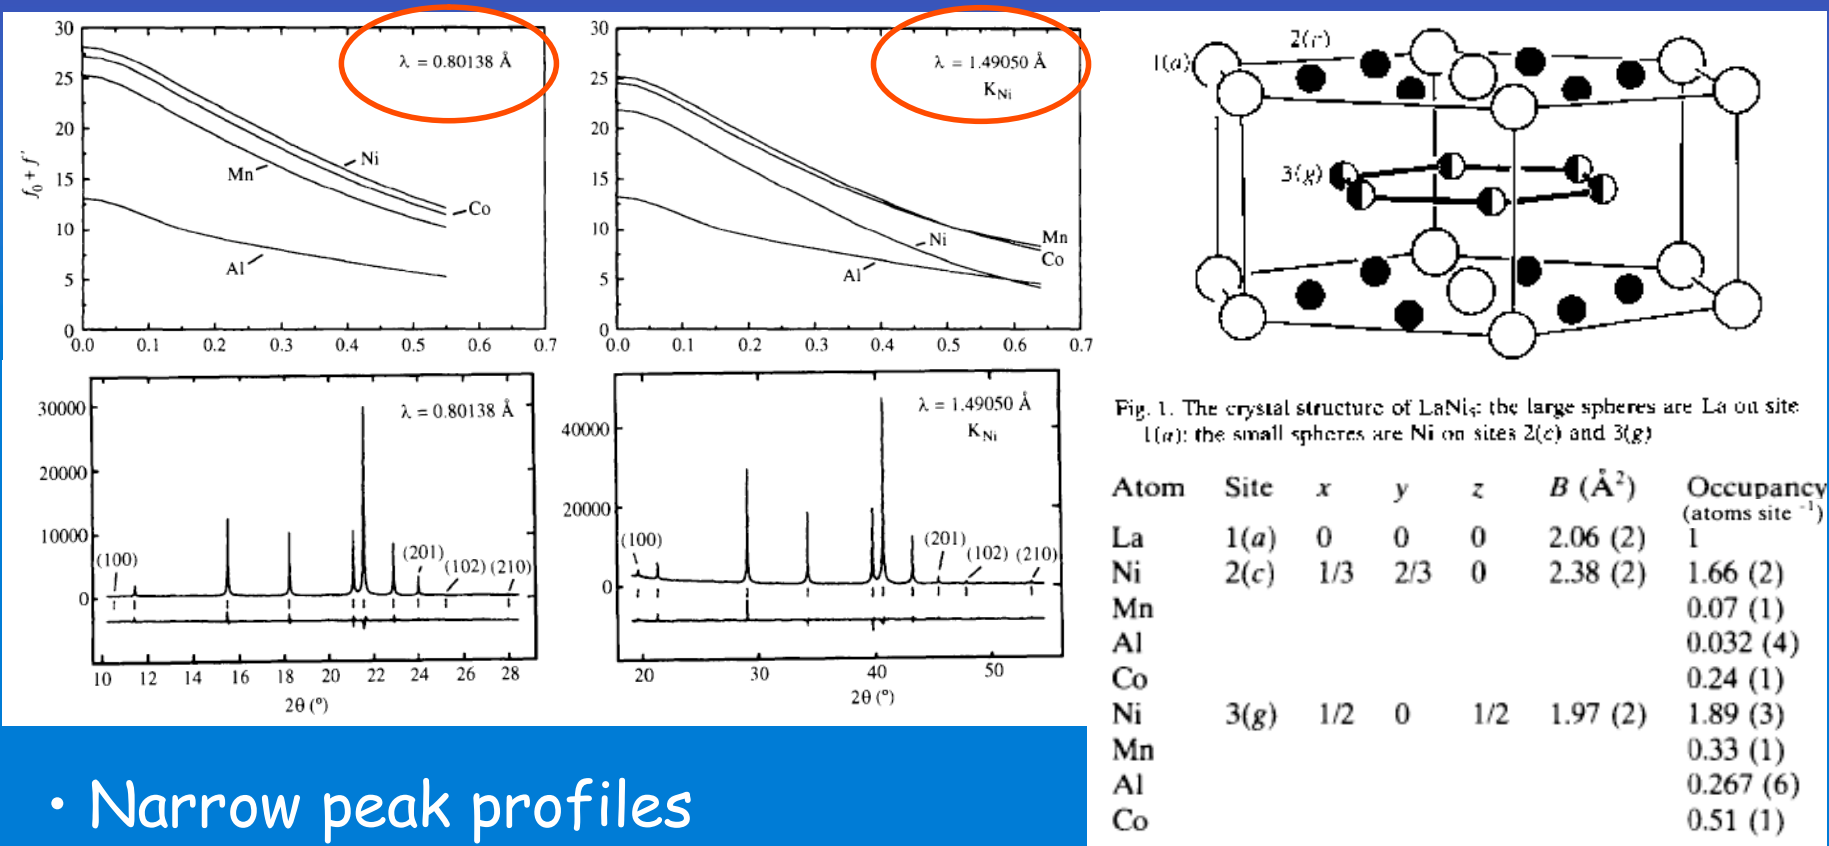 30
25
20
15
10
5
0
f₀ + f′
λ = 0.80138 Å
Ni
Mn
Co
Al
0.0 0.1 0.2 0.3 0.4 0.5 0.6 0.7
30
25
20
15
10
5
0
λ = 1.49050 Å
K_Ni
Ni
Mn
Co
Al
0.0 0.1 0.2 0.3 0.4 0.5 0.6 0.7
30000
20000
10000
0
λ = 0.80138 Å
(100) (201) (102) (210)
10 12 14 16 18 20 22 24 26 28
2θ (°)
40000
20000
0
λ = 1.49050 Å
K_Ni
(100) (201) (102) (210)
20 30 40 50
2θ (°)
• Narrow peak profiles
1(a) 2(c)
3(g)
Fig. 1. The crystal structure of LaNi₅: the large spheres are La on site
1(a); the small spheres are Ni on sites 2(c) and 3(g)
Atom Site x y z B (Å²) Occupancy
(atoms site ⁻¹)
La 1(a) 0 0 0 2.06 (2) 1
Ni 2(c) 1/3 2/3 0 2.38 (2) 1.66 (2)
Mn 0.07 (1)
Al 0.032 (4)
Co 0.24 (1)
Ni 3(g) 1/2 0 1/2 1.97 (2) 1.89 (3)
Mn 0.33 (1)
Al 0.267 (6)
Co 0.51 (1)